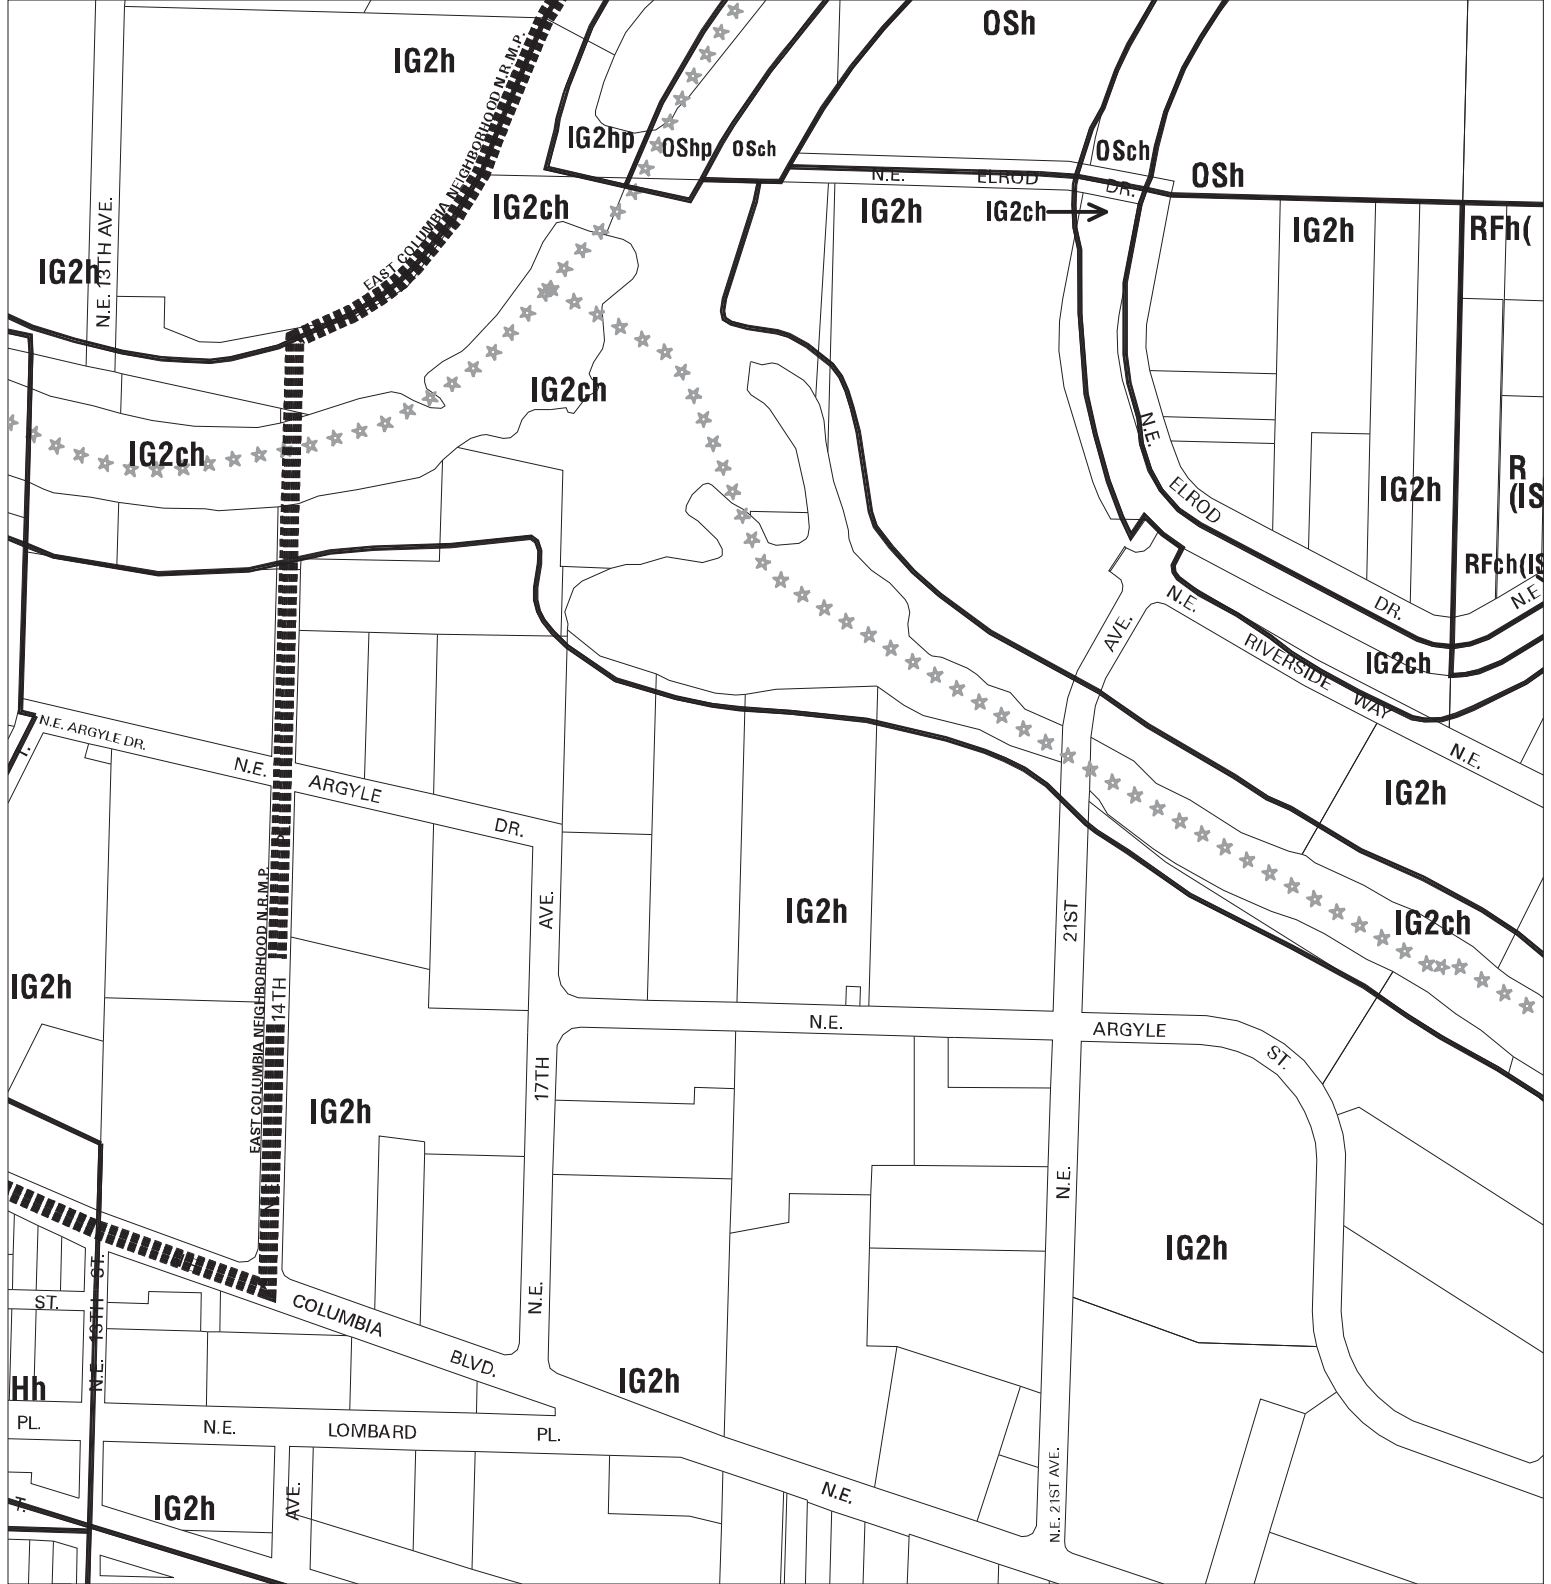 OSh
IG2h
EAST COLUMBIA NEIGHBORHOOD N.R.M.P.
IG2hp
OShp
OSch
OSch
OSh
N.E.
ELROD
DR.
IG2ch
IG2h
IG2ch
IG2h
RFh(
N.E. 13TH AVE.
IG2h
IG2ch
IG2ch
N.E.
ELROD
IG2h
R
(IS
RFch(IS
DR.
N.E
N.E.
RIVERSIDE
WAY
IG2ch
N.E.
AVE.
N.E. ARGYLE DR.
N.E.
ARGYLE
DR.
IG2h
IG2h
21ST
IG2ch
AVE.
IG2h
EAST COLUMBIA NEIGHBORHOOD N.R.M.P.
14TH
N.E.
ARGYLE
ST.
17TH
IG2h
N.E.
N.E.
IG2h
N.E. 13TH ST.
ST.
COLUMBIA
BLVD.
N.E.
IG2h
Hh
PL.
N.E.
LOMBARD
PL.
N.E.
IG2h
AVE.
N.E. 21ST AVE.